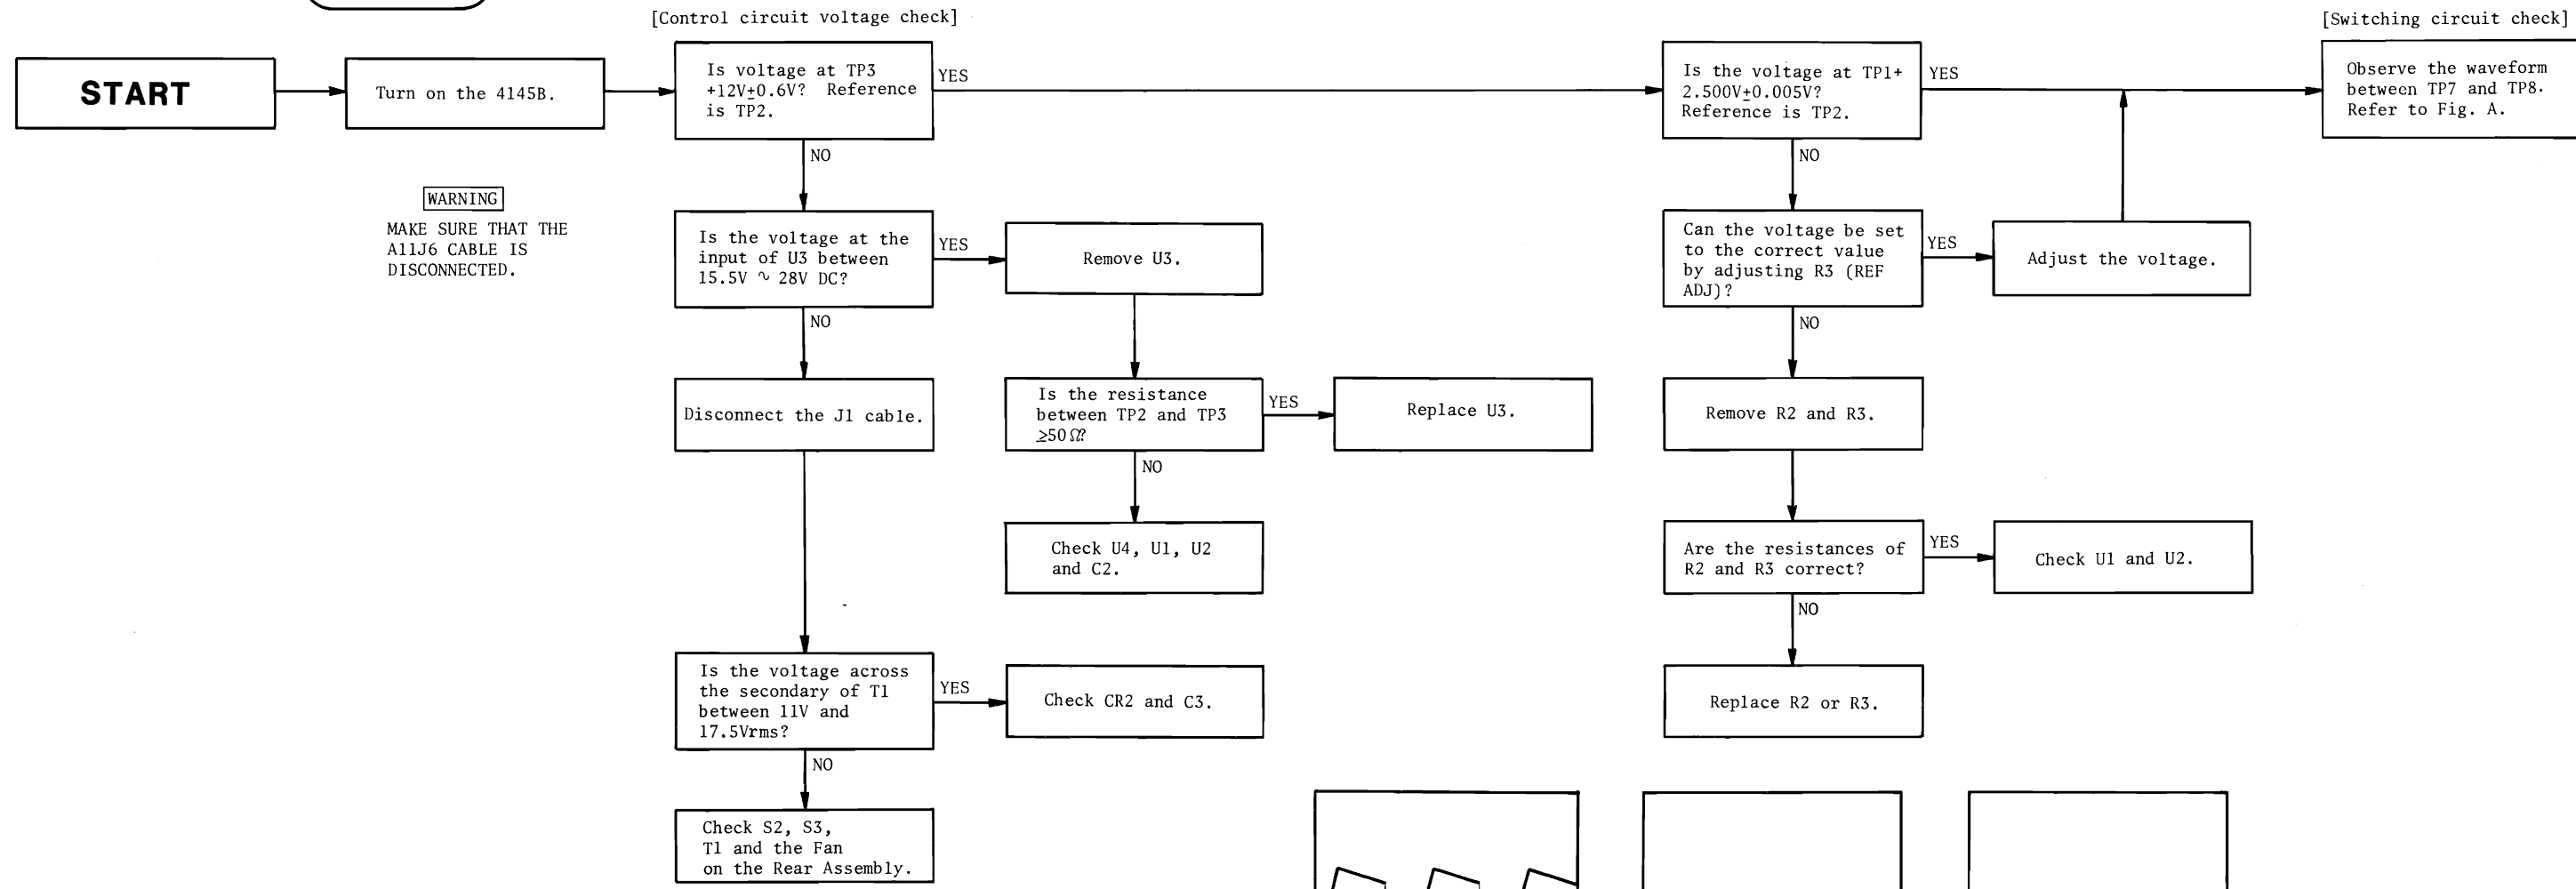 [Control circuit voltage check]
[Switching circuit check]
START
Turn on the 4145B.
Is voltage at TP3
+12V±0.6V? Reference
is TP2.
YES
Is the voltage at TP1+
2.500V±0.005V?
Reference is TP2.
YES
Observe the waveform
between TP7 and TP8.
Refer to Fig. A.
NO
NO
WARNING
MAKE SURE THAT THE
A11J6 CABLE IS
DISCONNECTED.
Is the voltage at the
input of U3 between
15.5V ~ 28V DC?
YES
Remove U3.
Can the voltage be set
to the correct value
by adjusting R3 (REF
ADJ)?
YES
Adjust the voltage.
NO
NO
Disconnect the J1 cable.
Is the resistance
between TP2 and TP3
≥50Ω?
YES
Replace U3.
Remove R2 and R3.
NO
Check U4, U1, U2
and C2.
Are the resistances of
R2 and R3 correct?
YES
Check U1 and U2.
NO
Is the voltage across
the secondary of T1
between 11V and
17.5Vrms?
YES
Check CR2 and C3.
Replace R2 or R3.
NO
Check S2, S3,
T1 and the Fan
on the Rear Assembly.